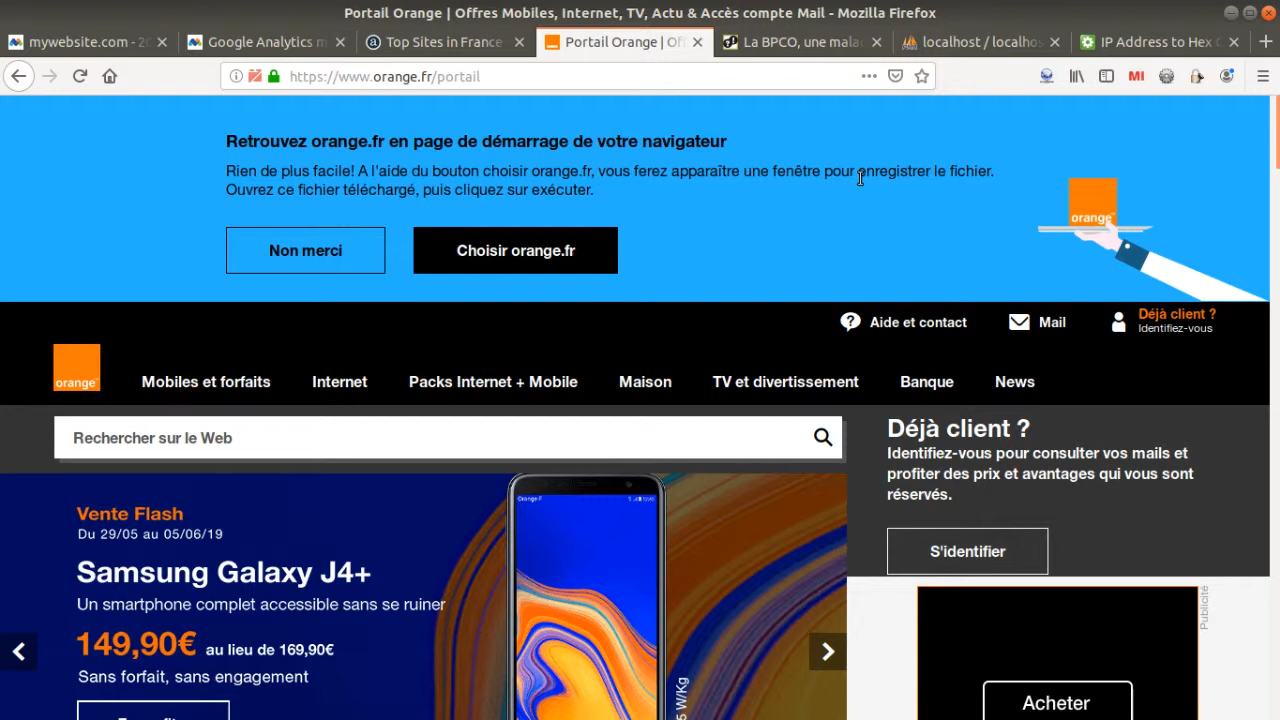 Portail Orange | Offres Mobiles, Internet, TV, Actu & Accès compte Mail - Mozilla Firefox
mywebsite.com - 20
Google Analytics m
Top Sites in France
Portail Orange | Of
La BPCO, une mala
localhost / localhos
IP Address to Hex C
https://www.orange.fr/portail
MI
Retrouvez orange.fr en page de démarrage de votre navigateur
Rien de plus facile! A l'aide du bouton choisir orange.fr, vous ferez apparaître une fenêtre pour enregistrer le fichier.
Ouvrez ce fichier téléchargé, puis cliquez sur exécuter.
orange™
Non merci
Choisir orange.fr
Aide et contact
Mail
Déjà client ?
Identifiez-vous
orange™
Mobiles et forfaits
Internet
Packs Internet + Mobile
Maison
TV et divertissement
Banque
News
Rechercher sur le Web
Déjà client ?
Identifiez-vous pour consulter vos mails et
profiter des prix et avantages qui vous sont
réservés.
S'identifier
Vente Flash
Du 29/05 au 05/06/19
Samsung Galaxy J4+
Un smartphone complet accessible sans se ruiner
149,90€ au lieu de 169,90€
Sans forfait, sans engagement
Orange F
5 W/Kg
Publicité
Acheter